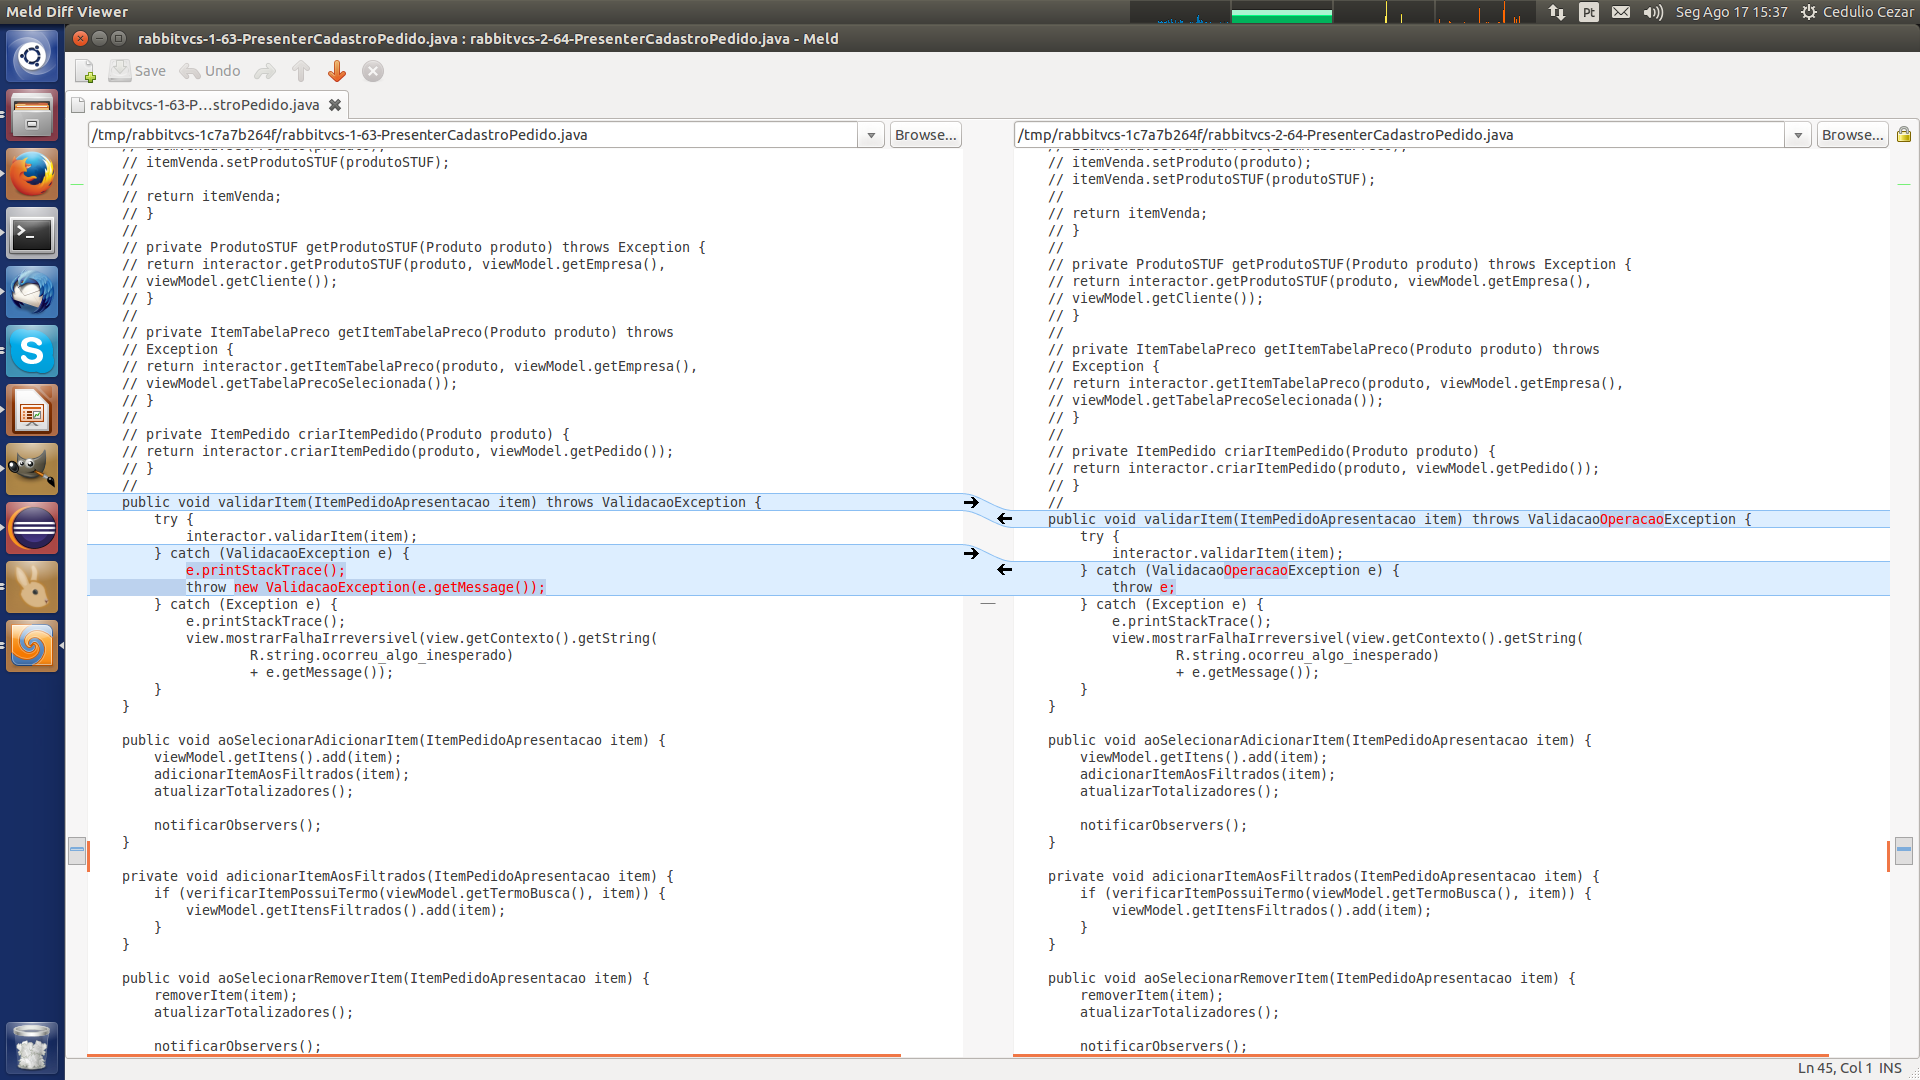 Meld Diff Viewer
Pt
Seg Ago 17 15:37
Cedulio Cezar
rabbitvcs-1-63-PresenterCadastroPedido.java : rabbitvcs-2-64-PresenterCadastroPedido.java - Meld
Save
Undo
rabbitvcs-1-63-P...stroPedido.java
/tmp/rabbitvcs-1c7a7b264f/rabbitvcs-1-63-PresenterCadastroPedido.java
Browse...
// itemVenda.setProdutoSTUF(produtoSTUF);
//
// return itemVenda;
// }
//
// private ProdutoSTUF getProdutoSTUF(Produto produto) throws Exception {
// return interactor.getProdutoSTUF(produto, viewModel.getEmpresa(),
// viewModel.getCliente());
// }
//
// private ItemTabelaPreco getItemTabelaPreco(Produto produto) throws
// Exception {
// return interactor.getItemTabelaPreco(produto, viewModel.getEmpresa(),
// viewModel.getTabelaPrecoSelecionada());
// }
//
// private ItemPedido criarItemPedido(Produto produto) {
// return interactor.criarItemPedido(produto, viewModel.getPedido());
// }
//
public void validarItem(ItemPedidoApresentacao item) throws ValidacaoException {
try {
interactor.validarItem(item);
} catch (ValidacaoException e) {
e.printStackTrace();
throw new ValidacaoException(e.getMessage());
} catch (Exception e) {
e.printStackTrace();
view.mostrarFalhaIrreversivel(view.getContexto().getString(
R.string.ocorreu_algo_inesperado)
+ e.getMessage());
}
}
public void aoSelecionarAdicionarItem(ItemPedidoApresentacao item) {
viewModel.getItens().add(item);
adicionarItemAosFiltrados(item);
atualizarTotalizadores();
notificarObservers();
}
private void adicionarItemAosFiltrados(ItemPedidoApresentacao item) {
if (verificarItemPossuiTermo(viewModel.getTermoBusca(), item)) {
viewModel.getItensFiltrados().add(item);
}
}
public void aoSelecionarRemoverItem(ItemPedidoApresentacao item) {
removerItem(item);
atualizarTotalizadores();
notificarObservers();
/tmp/rabbitvcs-1c7a7b264f/rabbitvcs-2-64-PresenterCadastroPedido.java
Browse...
// itemVenda.setProduto(produto);
// itemVenda.setProdutoSTUF(produtoSTUF);
//
// return itemVenda;
// }
//
// private ProdutoSTUF getProdutoSTUF(Produto produto) throws Exception {
// return interactor.getProdutoSTUF(produto, viewModel.getEmpresa(),
// viewModel.getCliente());
// }
//
// private ItemTabelaPreco getItemTabelaPreco(Produto produto) throws
// Exception {
// return interactor.getItemTabelaPreco(produto, viewModel.getEmpresa(),
// viewModel.getTabelaPrecoSelecionada());
// }
//
// private ItemPedido criarItemPedido(Produto produto) {
// return interactor.criarItemPedido(produto, viewModel.getPedido());
// }
//
public void validarItem(ItemPedidoApresentacao item) throws ValidacaoOperacaoException {
try {
interactor.validarItem(item);
} catch (ValidacaoOperacaoException e) {
throw e;
} catch (Exception e) {
e.printStackTrace();
view.mostrarFalhaIrreversivel(view.getContexto().getString(
R.string.ocorreu_algo_inesperado)
+ e.getMessage());
}
}
public void aoSelecionarAdicionarItem(ItemPedidoApresentacao item) {
viewModel.getItens().add(item);
adicionarItemAosFiltrados(item);
atualizarTotalizadores();
notificarObservers();
}
private void adicionarItemAosFiltrados(ItemPedidoApresentacao item) {
if (verificarItemPossuiTermo(viewModel.getTermoBusca(), item)) {
viewModel.getItensFiltrados().add(item);
}
}
public void aoSelecionarRemoverItem(ItemPedidoApresentacao item) {
removerItem(item);
atualizarTotalizadores();
notificarObservers();
Ln 45, Col 1 INS